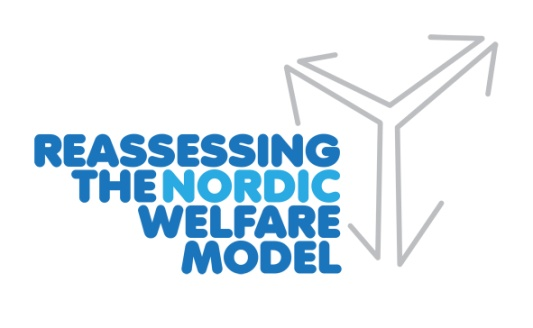 REASSESSING
THE NORDIC
WELFARE
MODEL